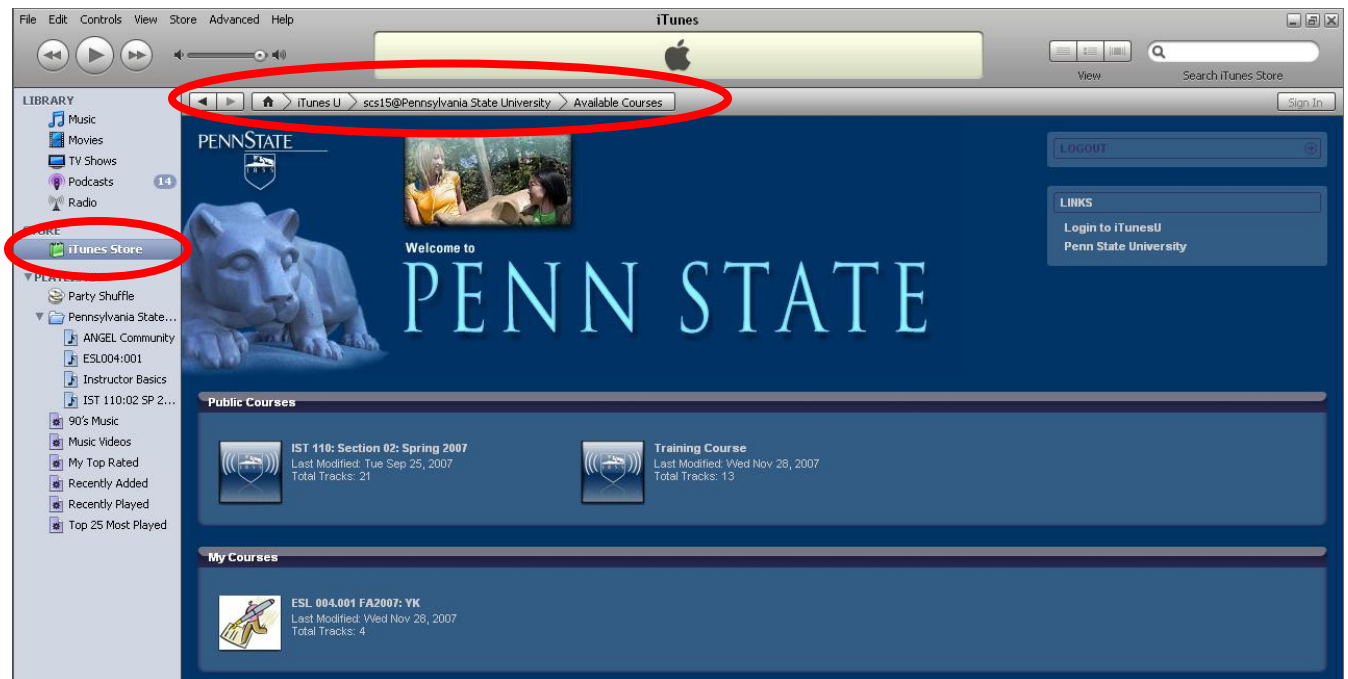 File Edit Controls View Store Advanced Help
iTunes
View
Search iTunes Store
LIBRARY
Music
Movies
TV Shows
Podcasts 14
Radio
iTunes Store
Party Shuffle
Pennsylvania State...
ANGEL Community
ESL004:001
Instructor Basics
IST 110:02 SP 2...
90's Music
Music Videos
My Top Rated
Recently Added
Recently Played
Top 25 Most Played
iTunes U scs15@Pennsylvania State University Available Courses
Sign In
PENNSTATE
1855
Welcome to
PENN STATE
LOGOUT
LINKS
Login to iTunesU
Penn State University
Public Courses
IST 110: Section 02: Spring 2007
Last Modified: Tue Sep 25, 2007
Total Tracks: 21
Training Course
Last Modified: Wed Nov 28, 2007
Total Tracks: 13
My Courses
ESL 004.001 FA2007: YK
Last Modified: Wed Nov 28, 2007
Total Tracks: 4